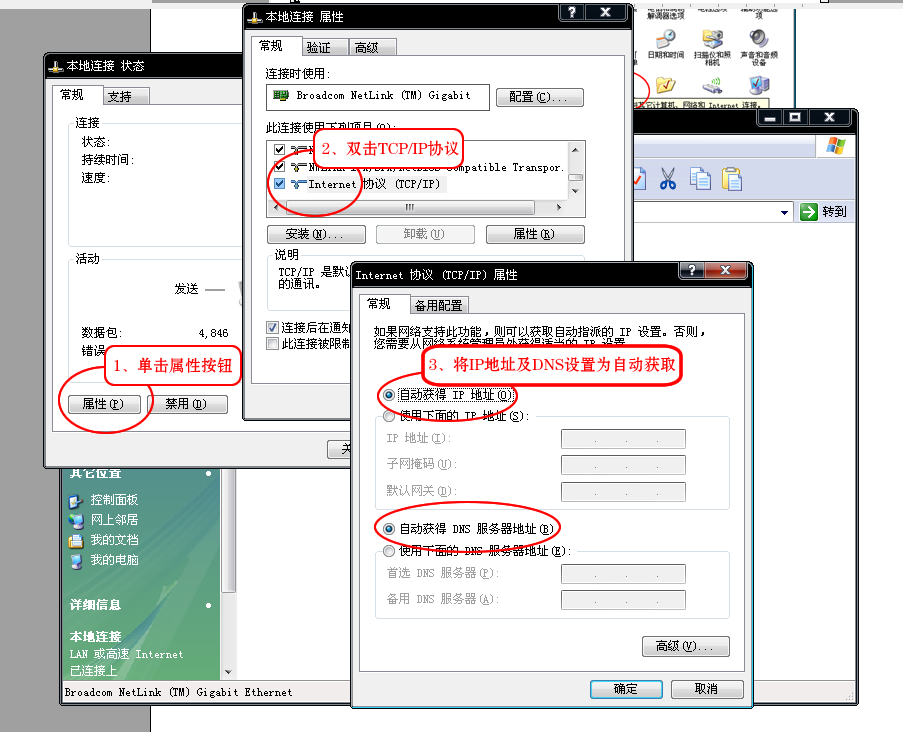 本地连接 属性
常规
验证
高级
连接时使用:
Broadcom NetLink (TM) Gigabit
配置(C)...
此连接使用下列项目(O):
2、双击TCP/IP协议
Compatible Transpor.
Internet 协议 (TCP/IP)
安装(N)...
卸载(U)
属性(R)
说明
TCP/IP 是默认
的通讯。
连接后在通知
此连接被限制
本地连接 状态
常规
支持
连接
状态:
持续时间:
速度:
活动
发送
数据包:
4,846
错误
1、单击属性按钮
属性(P)
禁用(D)
关
调解器选项
日期和时间
扫描仪和照
相机
声音和音频
设备
其它计算机、网络和 Internet 连接。
转到
Internet 协议 (TCP/IP) 属性
常规
备用配置
如果网络支持此功能，则可以获取自动指派的 IP 设置。否则，
您需要从网络系统管理员处获得适当的 IP 设置。
3、将IP地址及DNS设置为自动获取
自动获得 IP 地址(O)
使用下面的 IP 地址(S):
IP 地址(I):
子网掩码(U):
默认网关(D):
自动获得 DNS 服务器地址(B)
使用下面的 DNS 服务器地址(E):
首选 DNS 服务器(P):
备用 DNS 服务器(A):
高级(V)...
确定
取消
其它位置
控制面板
网上邻居
我的文档
我的电脑
详细信息
本地连接
LAN 或高速 Internet
已连接上
Broadcom NetLink (TM) Gigabit Ethernet